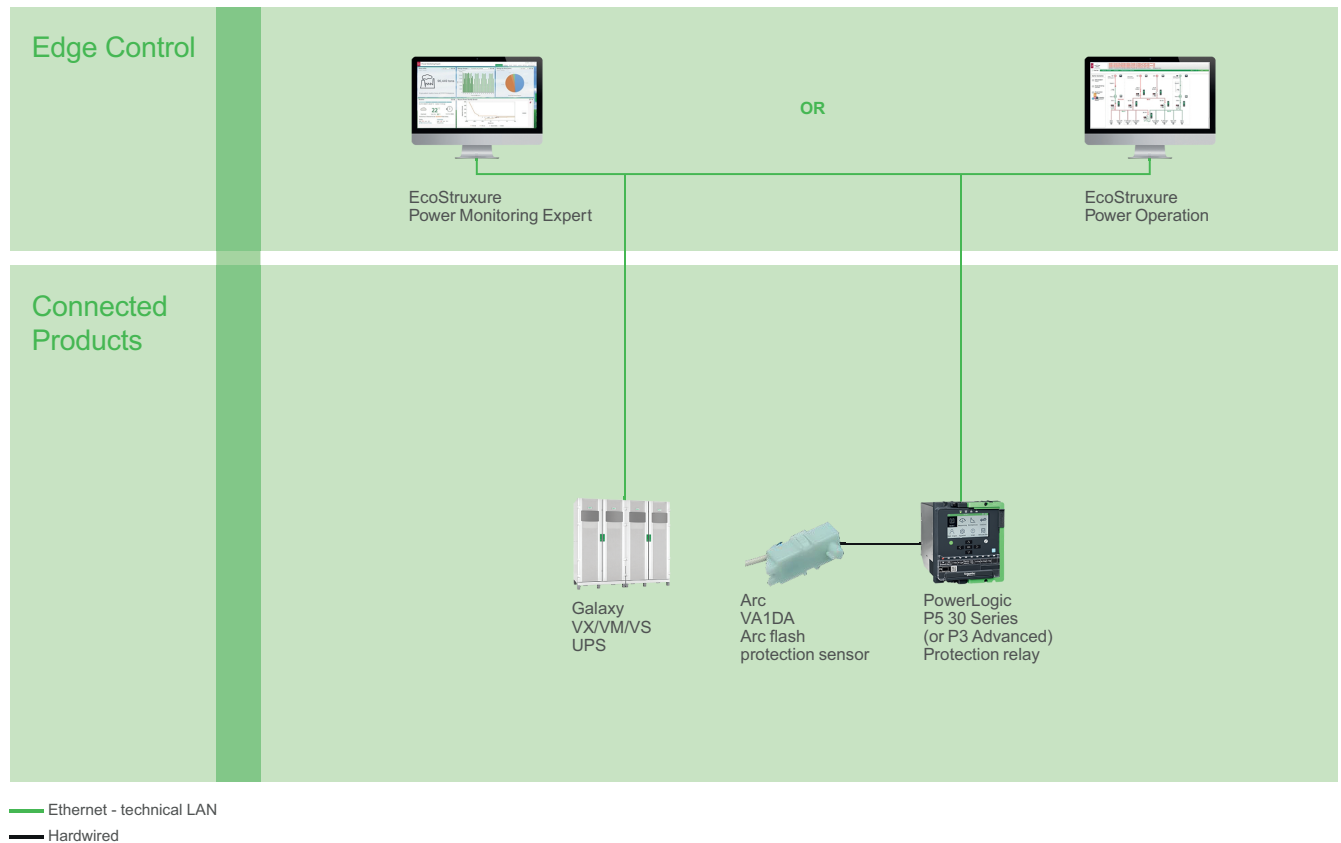 Edge Control
OR
EcoStruxure
Power Monitoring Expert
EcoStruxure
Power Operation
Connected
Products
Galaxy
VX/VM/VS
UPS
Arc
VA1DA
Arc flash
protection sensor
PowerLogic
P5 30 Series
(or P3 Advanced)
Protection relay
Ethernet - technical LAN
Hardwired